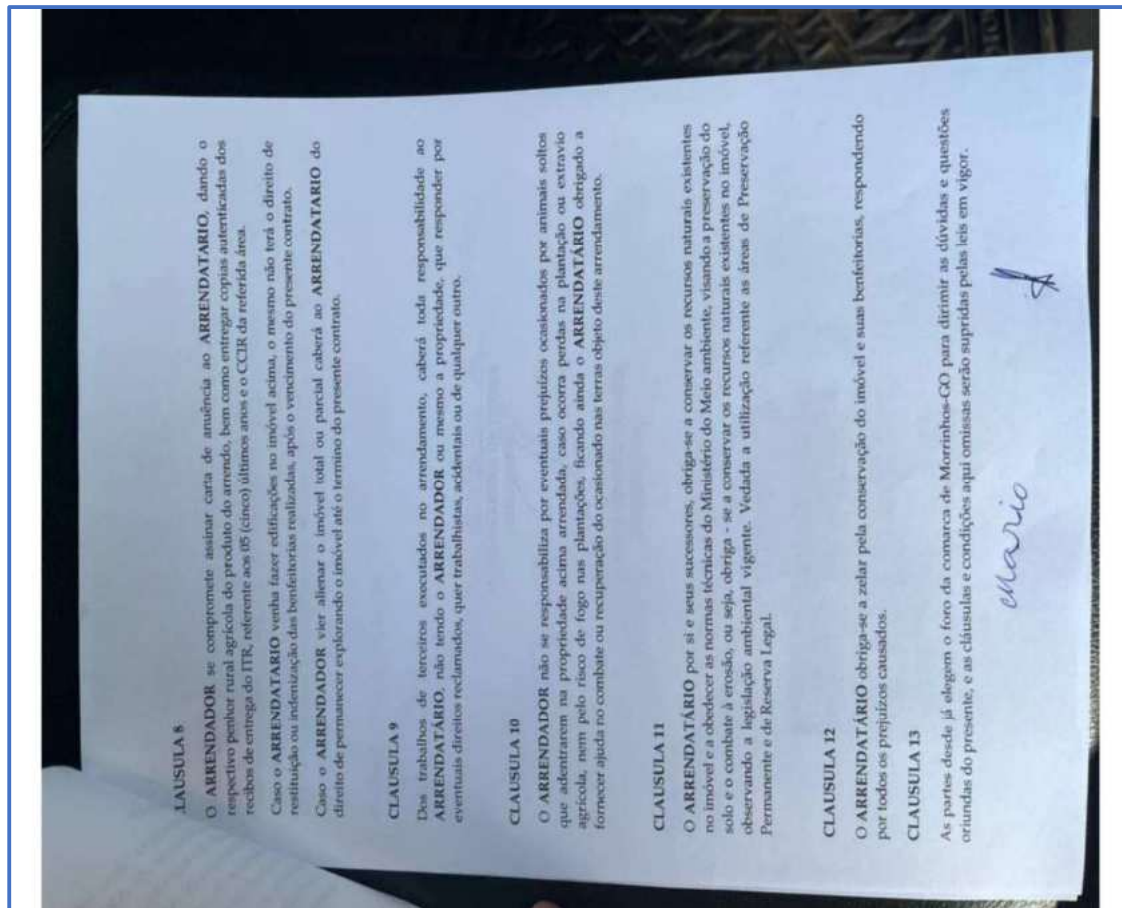 .LAUSULA 8
O ARRENDADOR se compromete assinar carta de anuência ao ARRENDATARIO, dando o
respectivo penhor rural agrícola do produto do arrendo, bem como entregar copias autenticadas dos
recibos de entrega do ITR, referente aos 05 (cinco) últimos anos e o CCIR da referida área.
Caso o ARRENDATARIO venha fazer edificações no imóvel acima, o mesmo não terá o direito de
restituição ou indenização das benfeitorias realizadas, após o vencimento do presente contrato.
Caso o ARRENDADOR vier alienar o imóvel total ou parcial caberá ao ARRENDATARIO do
direito de permanecer explorando o imóvel até o termino do presente contrato.
CLAUSULA 9
Dos trabalhos de terceiros executados no arrendamento, caberá toda responsabilidade ao
ARRENDATÁRIO, não tendo o ARRENDADOR ou mesmo a propriedade, que responder por
eventuais direitos reclamados, quer trabalhistas, acidentais ou de qualquer outro.
CLAUSULA 10
O ARRENDADOR não se responsabiliza por eventuais prejuízos ocasionados por animais soltos
que adentrarem na propriedade acima arrendada, caso ocorra perdas na plantação ou extravio
agrícola, nem pelo risco de fogo nas plantações, ficando ainda o ARRENDATÁRIO obrigado a
fornecer ajuda no combate ou recuperação do ocasionado nas terras objeto deste arrendamento.
CLAUSULA 11
O ARRENDATÁRIO por si e seus sucessores, obriga-se a conservar os recursos naturais existentes
no imóvel e a obedecer as normas técnicas do Ministério do Meio ambiente, visando a preservação do
solo e o combate à erosão, ou seja, obriga - se a conservar os recursos naturais existentes no imóvel,
observando a legislação ambiental vigente. Vedada a utilização referente as áreas de Preservação
Permanente e de Reserva Legal.
CLAUSULA 12
O ARRENDATÁRIO obriga-se a zelar pela conservação do imóvel e suas benfeitorias, respondendo
por todos os prejuízos causados.
CLAUSULA 13
As partes desde já elegem o foro da comarca de Morrinhos-GO para dirimir as dúvidas e questões
oriundas do presente, e as cláusulas e condições aqui omissas serão supridas pelas leis em vigor.
Mario